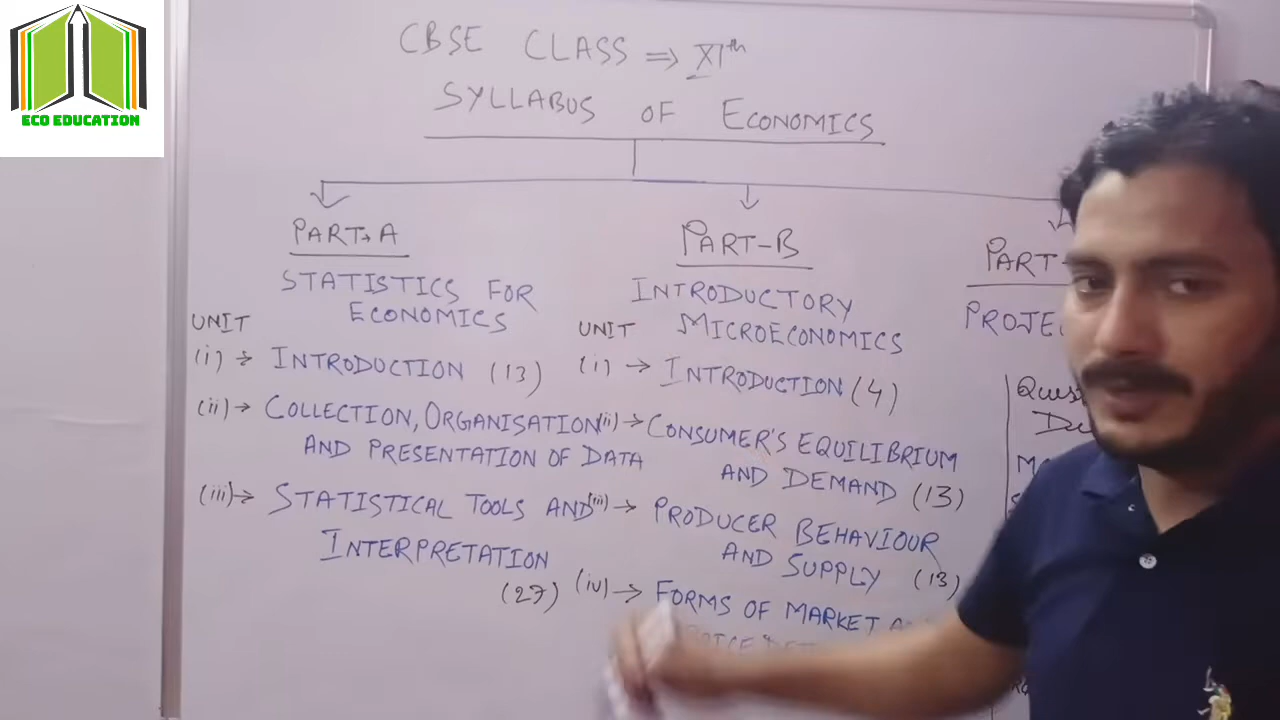 ECO EDUCATION
CBSE CLASS ⇒ XIth
SYLLABUS OF ECONOMICS
PART→A
STATISTICS FOR
ECONOMICS
UNIT
(i) → INTRODUCTION (13)
(ii) → COLLECTION, ORGANISATION
AND PRESENTATION OF DATA
(iii) → STATISTICAL TOOLS AND
INTERPRETATION
(27)
PART-B
INTRODUCTORY
MICROECONOMICS
UNIT
(i) → INTRODUCTION (4)
(ii) → CONSUMER'S EQUILIBRIUM
AND DEMAND (13)
(iii) → PRODUCER BEHAVIOUR
AND SUPPLY (13)
(iv) → FORMS OF MARKET
PART